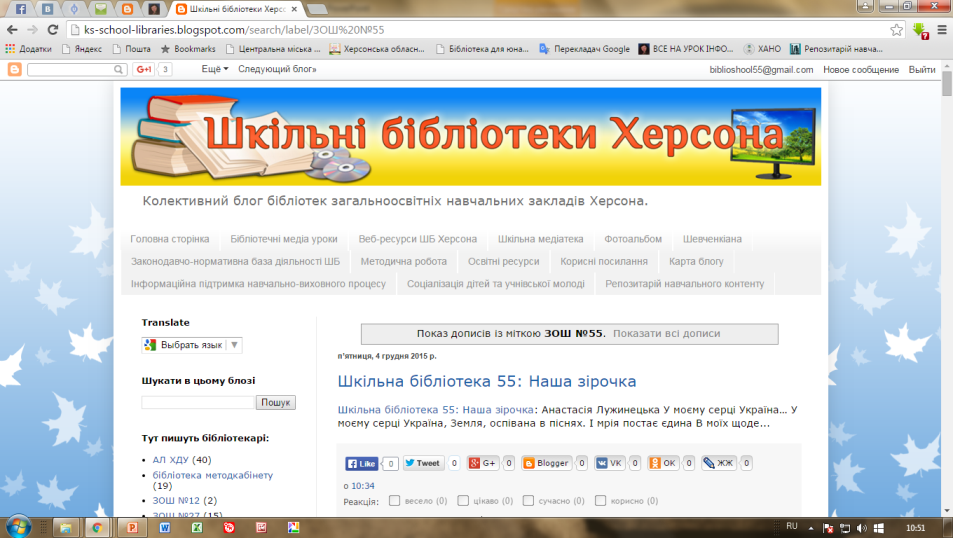 Шкільні бібліотеки Херс
ks-school-libraries.blogspot.com/search/label/ЗОШ%20№55
Додатки Яндекс Пошта Bookmarks Центральна міська ... Херсонська обласн... Бібліотека для юна... Перекладач Google ВСЕ НА УРОК ІНФО... ХАНО Репозитарій навча...
G+1 3 Ещё Следующий блог» biblioshool55@gmail.com Новое сообщение Выйти
Шкільні бібліотеки Херсона
Колективний блог бібліотек загальноосвітніх навчальних закладів Херсона.
Головна сторінка Бібліотечні медіа уроки Веб-ресурси ШБ Херсона Шкільна медіатека Фотоальбом Шевченкіана
Законодавчо-нормативна база діяльності ШБ Методична робота Освітні ресурси Корисні посилання Карта блогу
Інформаційна підтримка навчально-виховного процесу Соціалізація дітей та учнівської молоді Репозитарій навчального контенту
Translate
Выбрать язык ▼
Шукати в цьому блозі
Пошук
Тут пишуть бібліотекарі:
АЛ ХДУ (40)
бібліотека методкабінету
(19)
ЗОШ №12 (2)
ЗОШ №27 (15)
Показ дописів із міткою ЗОШ №55. Показати всі дописи
п'ятниця, 4 грудня 2015 р.
Шкільна бібліотека 55: Наша зірочка
Шкільна бібліотека 55: Наша зірочка: Анастасія Лужинецька У моєму серці Україна... У
моєму серці Україна, Земля, оспівана в піснях. І мрія постає єдина В моїх щоде...
Like 0 Tweet 0 G+ 0 Blogger 0 VK 0 OK 0 ЖЖ 0
о 10:34
Реакція: весело (0) цікаво (0) сучасно (0) корисно (0)
RU 10:51